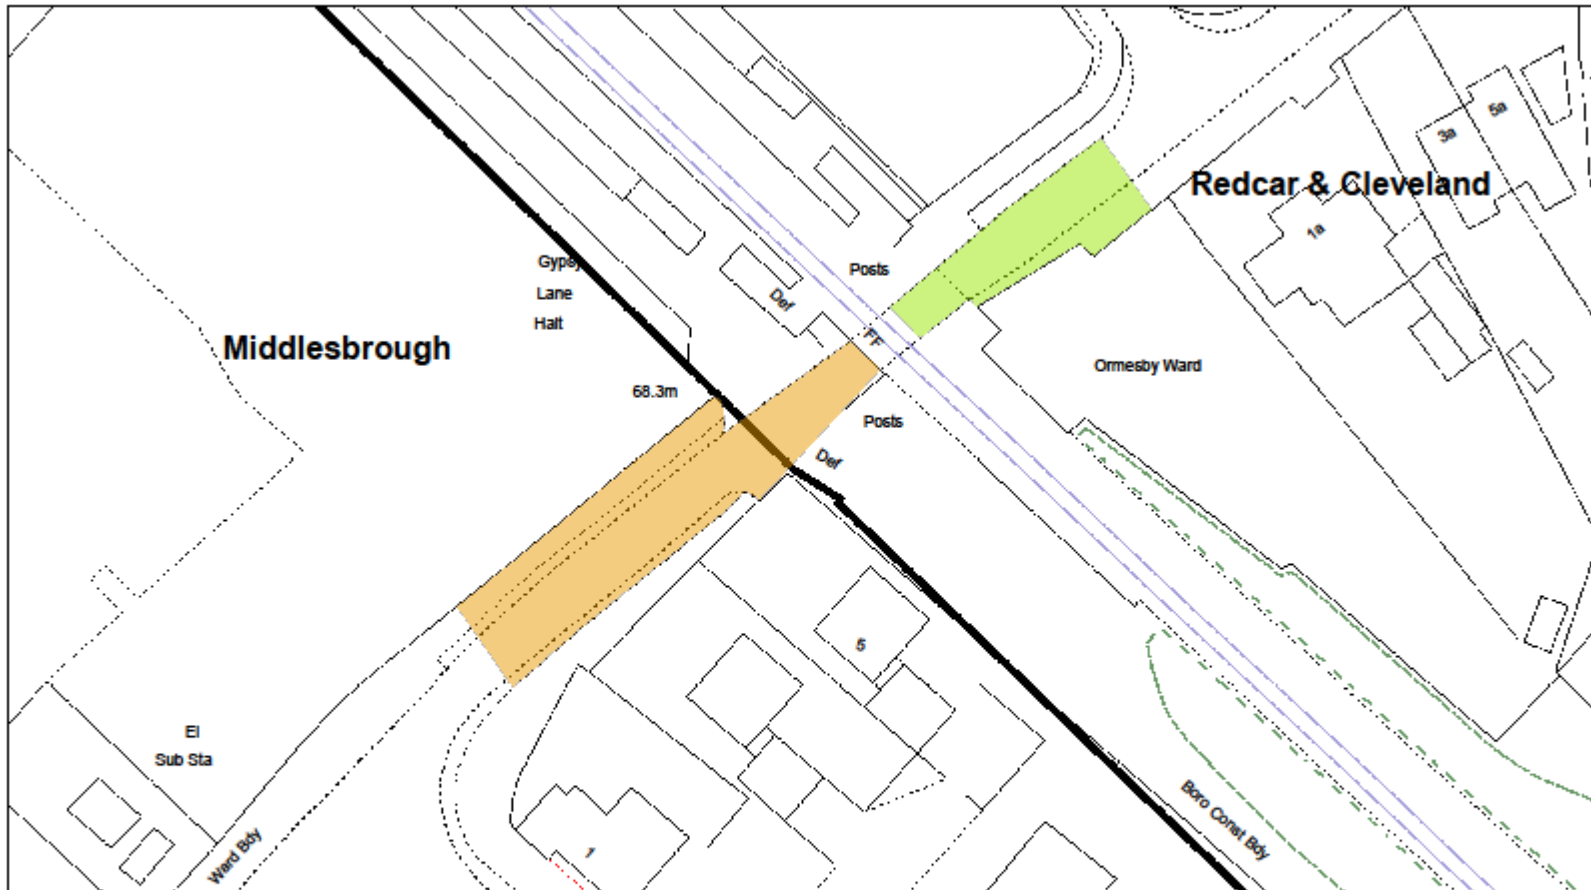 5a
3a
Redcar & Cleveland
1a
Gypsy
Lane
Halt
Posts
Def
FF
Middlesbrough
Ormesby Ward
68.3m
Posts
Def
5
El
Sub Sta
Boro Const Bdy
Ward Bdy
1